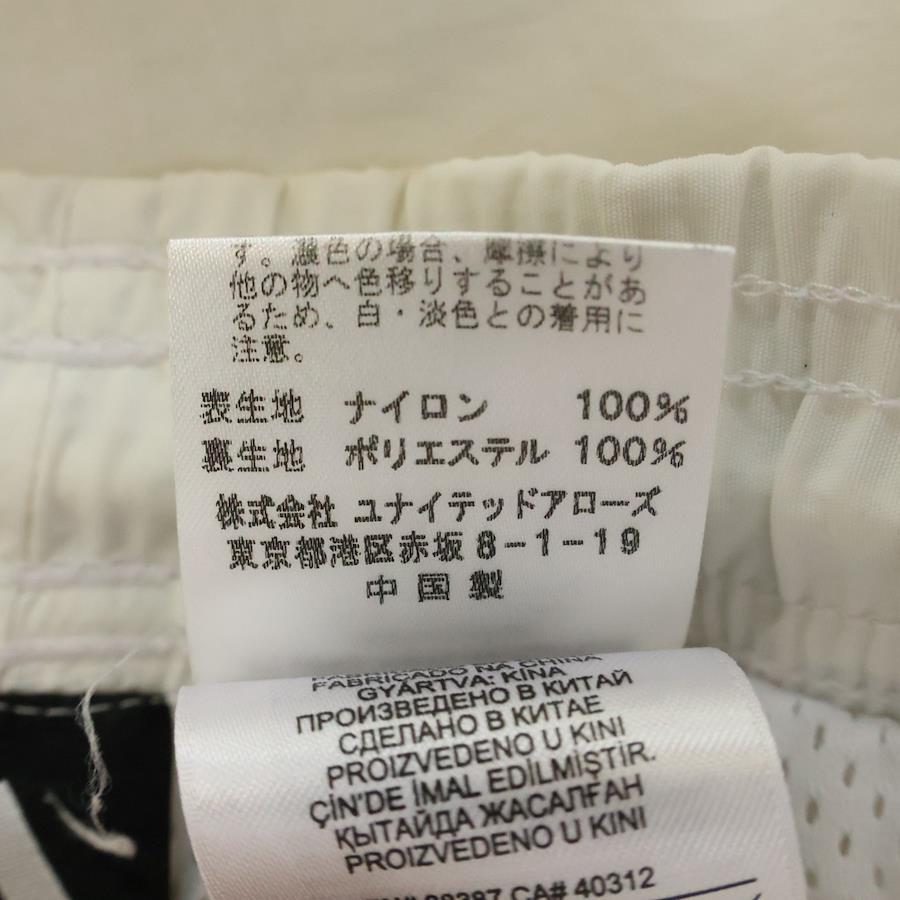 す。濃色の場合、摩擦により
他の物へ色移りすることがあ
るため、白・淡色との着用に
注意。
表生地 ナイロン 100%
裏生地 ポリエステル 100%
株式会社 ユナイテッドアローズ
東京都港区赤坂8-1-19
中国製
FABRICADO NA CHINA
GYÁRTVA: KÍNA
ПРОИЗВЕДЕНО В КИТАЙ
СДЕЛАНО В КИТАЕ
PROIZVEDENO U KINI
ÇİN'DE İMAL EDİLMİŞTİR.
ҚЫТАЙДА ЖАСАЛҒАН
PROIZVEDENO U KINI
CA# 40312